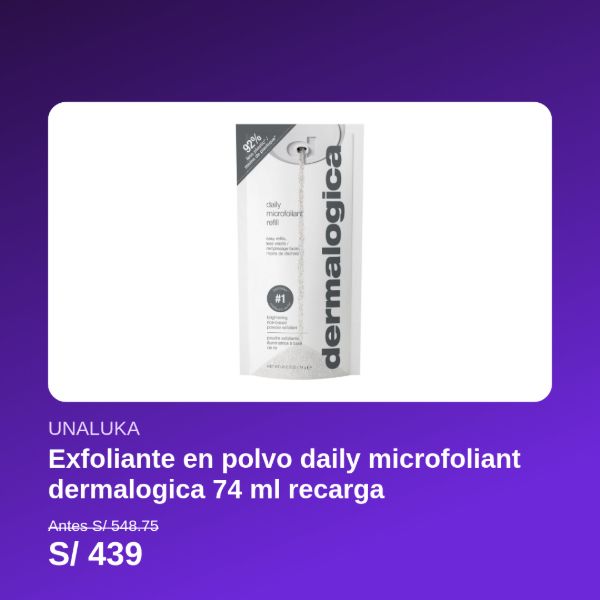 92%
dermalogica
daily
microfoliant
refill
#1
UNALUKA
Exfoliante en polvo daily microfoliant
dermalogica 74 ml recarga
Antes S/ 548.75
S/ 439